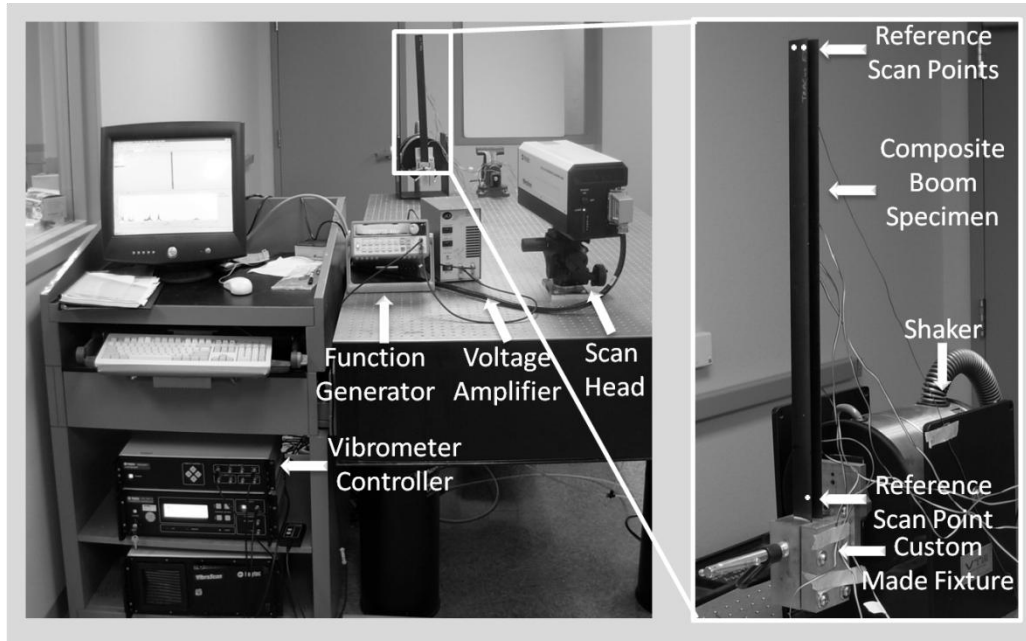 Reference
Scan Points
Composite
Boom
Specimen
Shaker
Function
Generator
Voltage
Amplifier
Scan
Head
Vibrometer
Controller
Reference
Scan Point
Custom
Made Fixture